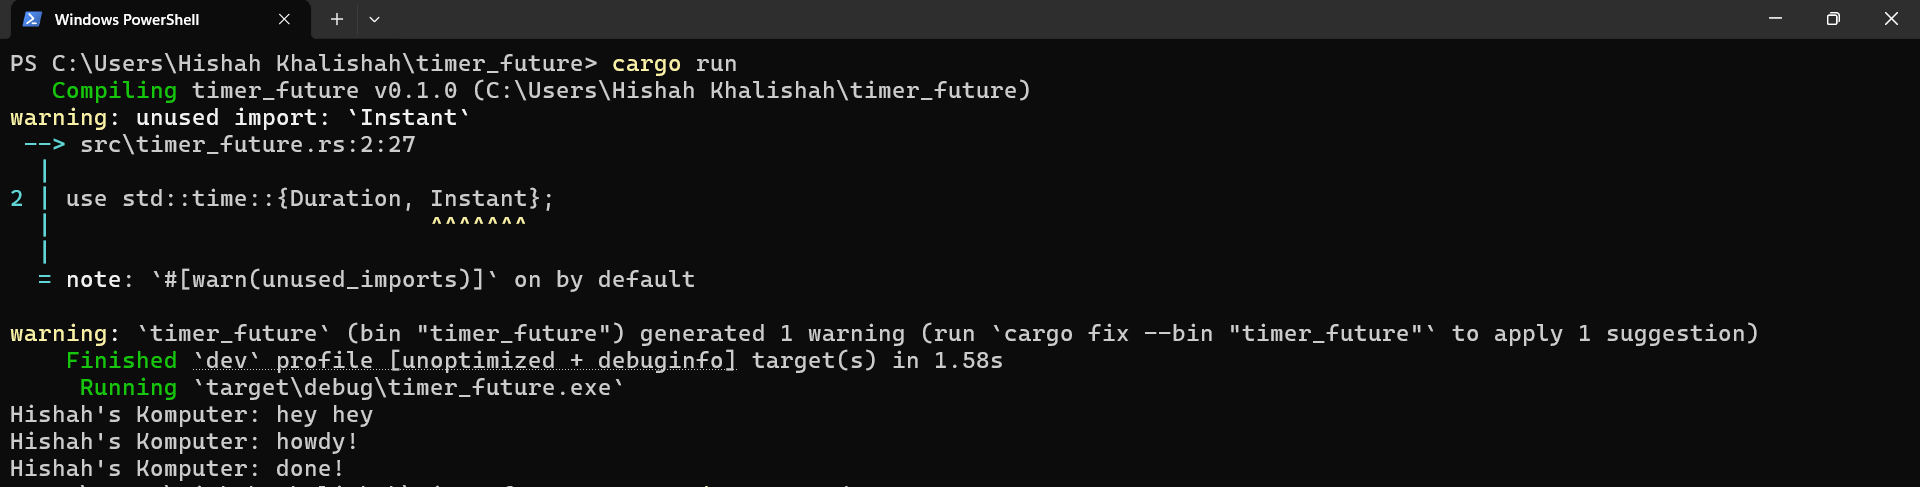 Windows PowerShell
PS C:\Users\Hishah Khalishah\timer_future> cargo run
   Compiling timer_future v0.1.0 (C:\Users\Hishah Khalishah\timer_future)
warning: unused import: `Instant`
 --> src\timer_future.rs:2:27
  |
2 | use std::time::{Duration, Instant};
  |                           ^^^^^^^
  |
  = note: `#[warn(unused_imports)]` on by default
warning: `timer_future` (bin "timer_future") generated 1 warning (run `cargo fix --bin "timer_future"` to apply 1 suggestion)
    Finished `dev` profile [unoptimized + debuginfo] target(s) in 1.58s
     Running `target\debug\timer_future.exe`
Hishah's Komputer: hey hey
Hishah's Komputer: howdy!
Hishah's Komputer: done!